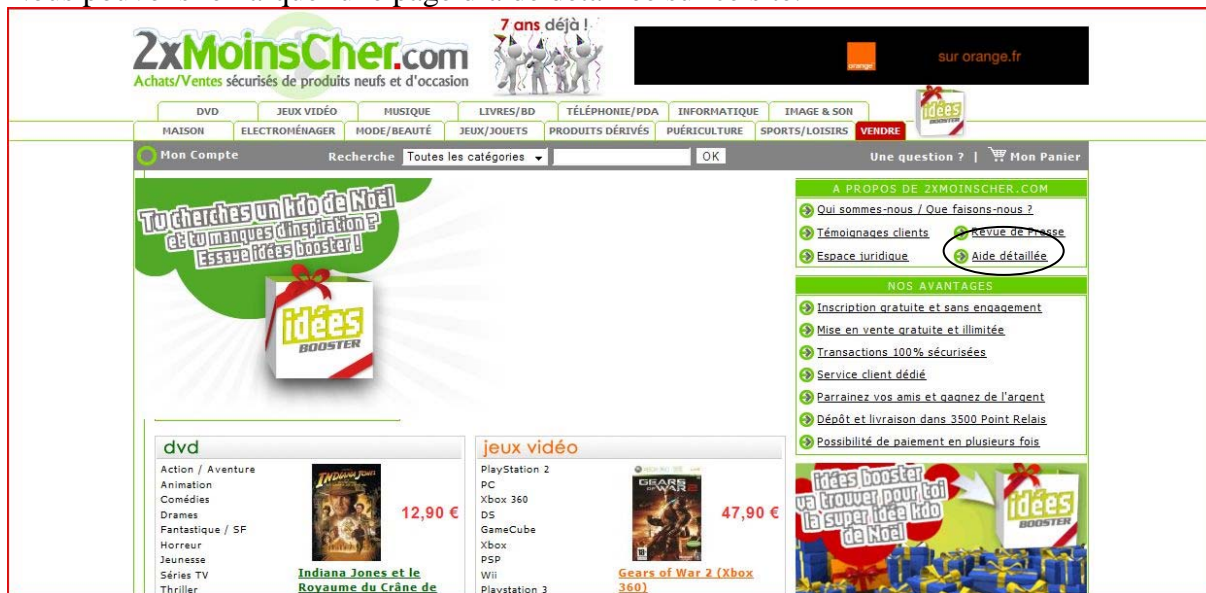 2xMoinsCher.com
Achats/Ventes sécurisés de produits neufs et d'occasion
7 ans déjà !
orange
sur orange.fr
DVD JEUX VIDÉO MUSIQUE LIVRES/BD TÉLÉPHONIE/PDA INFORMATIQUE IMAGE & SON
idées BOOSTER
MAISON ELECTROMÉNAGER MODE/BEAUTÉ JEUX/JOUETS PRODUITS DÉRIVÉS PUÉRICULTURE SPORTS/LOISIRS VENDRE
Mon Compte Recherche Toutes les catégories OK Une question ? | Mon Panier
Tu cherches un kdo de Noël
et tu manques d'inspiration ?
Essaye idées booster !
idées
BOOSTER
A PROPOS DE 2XMOINSCHER.COM
Qui sommes-nous / Que faisons-nous ?
Témoignages clients Revue de Presse
Espace juridique Aide détaillée
NOS AVANTAGES
Inscription gratuite et sans engagement
Mise en vente gratuite et illimitée
Transactions 100% sécurisées
Service client dédié
Parrainez vos amis et gagnez de l'argent
Dépôt et livraison dans 3500 Point Relais
Possibilité de paiement en plusieurs fois
dvd
Action / Aventure
Animation
Comédies
Drames
Fantastique / SF
Horreur
Jeunesse
Séries TV
Thriller
INDIANA JONES
12,90 €
Indiana Jones et le
Royaume du Crâne de
jeux vidéo
PlayStation 2
PC
Xbox 360
DS
GameCube
Xbox
PSP
Wii
Playstation 3
GEARS
OF WAR 2
47,90 €
Gears of War 2 (Xbox
360)
idées booster
va trouver pour toi
la super idée kdo
de Noël
idées
BOOSTER